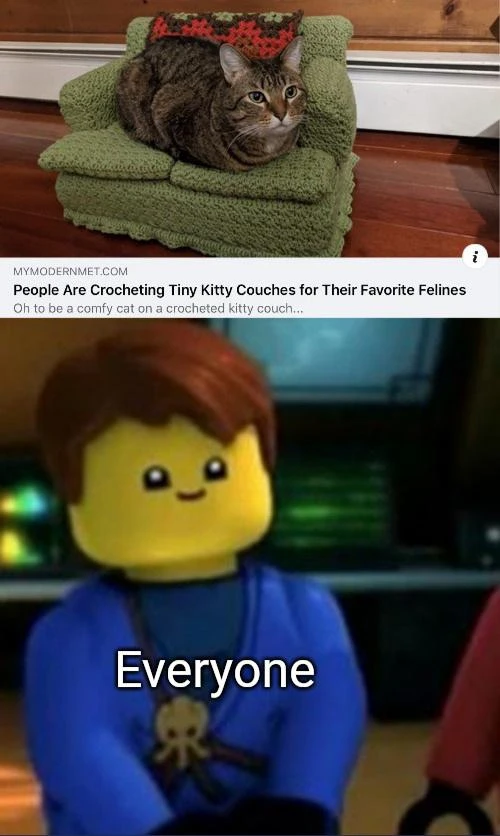 MYMODERNMET.COM
i
People Are Crocheting Tiny Kitty Couches for Their Favorite Felines
Oh to be a comfy cat on a crocheted kitty couch...
Everyone